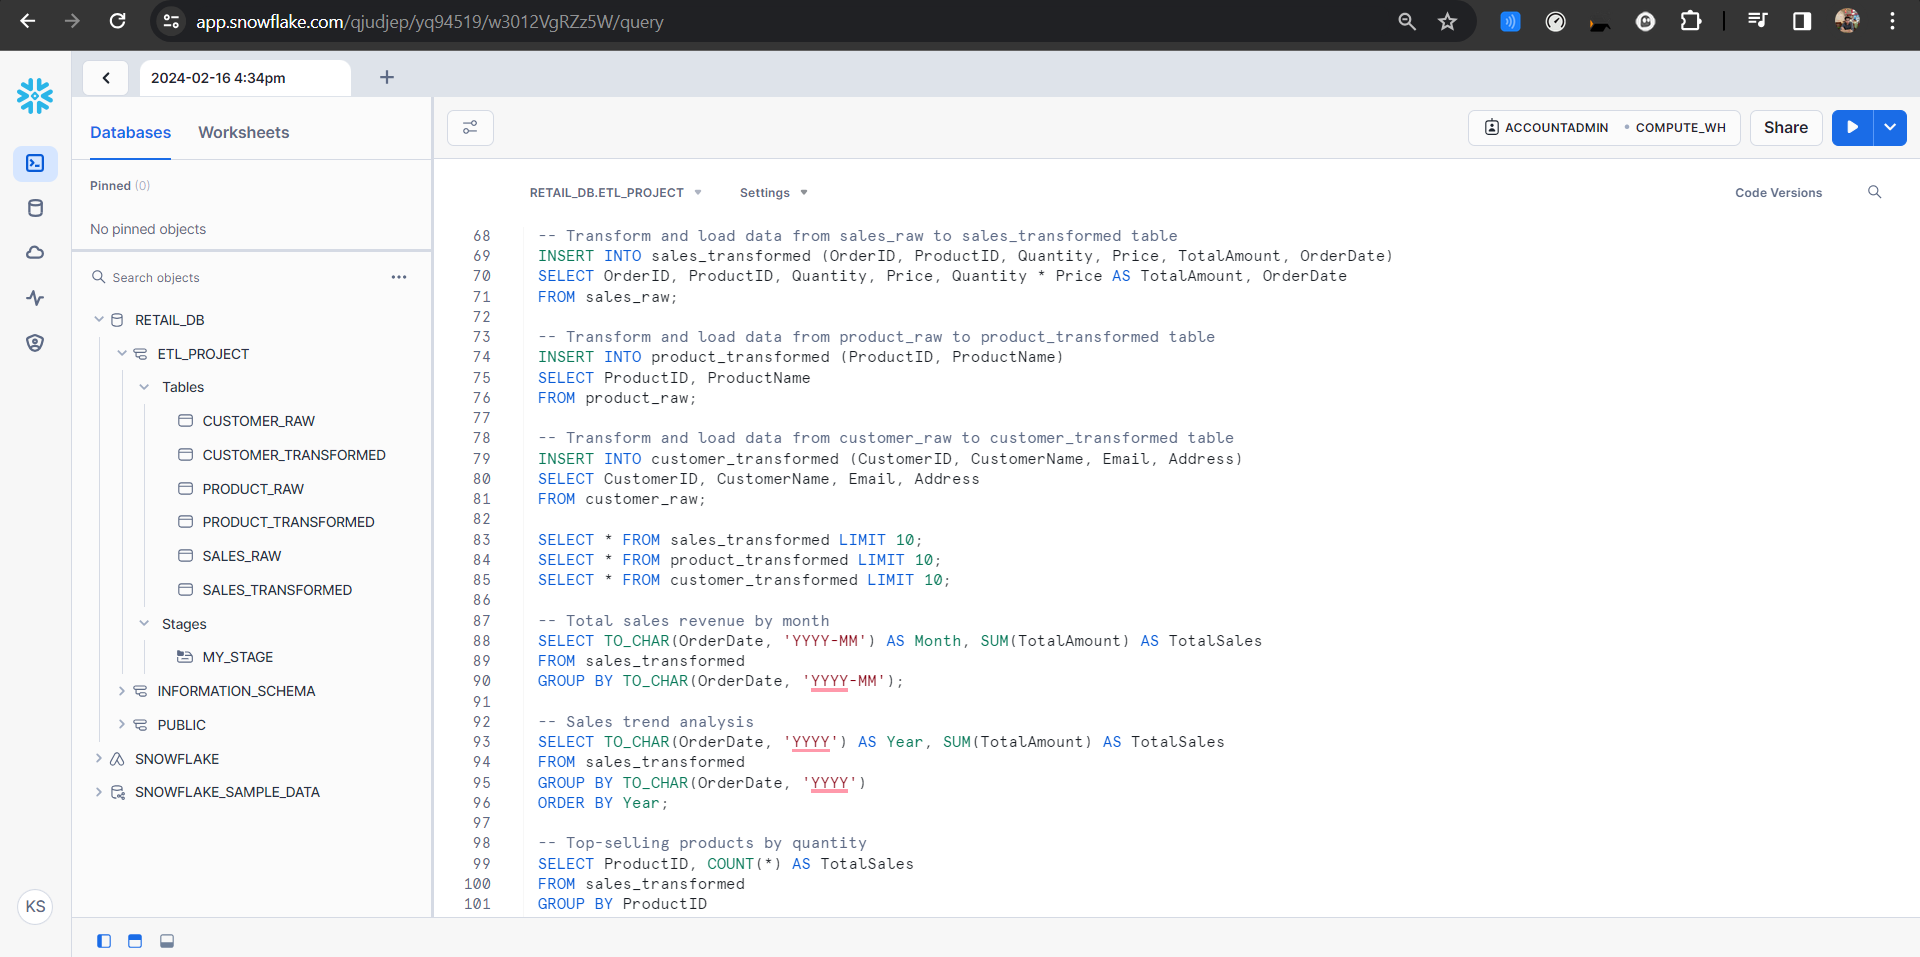 app.snowflake.com/qjudjep/yq94519/w3012VgRZz5W/query
2024-02-16 4:34pm
Databases
Worksheets
Pinned (0)
No pinned objects
Search objects
RETAIL_DB
ETL_PROJECT
Tables
CUSTOMER_RAW
CUSTOMER_TRANSFORMED
PRODUCT_RAW
PRODUCT_TRANSFORMED
SALES_RAW
SALES_TRANSFORMED
Stages
MY_STAGE
INFORMATION_SCHEMA
PUBLIC
SNOWFLAKE
SNOWFLAKE_SAMPLE_DATA
KS
ACCOUNTADMIN • COMPUTE_WH
Share
RETAIL_DB.ETL_PROJECT
Settings
Code Versions
68 -- Transform and load data from sales_raw to sales_transformed table
69 INSERT INTO sales_transformed (OrderID, ProductID, Quantity, Price, TotalAmount, OrderDate)
70 SELECT OrderID, ProductID, Quantity, Price, Quantity * Price AS TotalAmount, OrderDate
71 FROM sales_raw;
72
73 -- Transform and load data from product_raw to product_transformed table
74 INSERT INTO product_transformed (ProductID, ProductName)
75 SELECT ProductID, ProductName
76 FROM product_raw;
77
78 -- Transform and load data from customer_raw to customer_transformed table
79 INSERT INTO customer_transformed (CustomerID, CustomerName, Email, Address)
80 SELECT CustomerID, CustomerName, Email, Address
81 FROM customer_raw;
82
83 SELECT * FROM sales_transformed LIMIT 10;
84 SELECT * FROM product_transformed LIMIT 10;
85 SELECT * FROM customer_transformed LIMIT 10;
86
87 -- Total sales revenue by month
88 SELECT TO_CHAR(OrderDate, 'YYYY-MM') AS Month, SUM(TotalAmount) AS TotalSales
89 FROM sales_transformed
90 GROUP BY TO_CHAR(OrderDate, 'YYYY-MM');
91
92 -- Sales trend analysis
93 SELECT TO_CHAR(OrderDate, 'YYYY') AS Year, SUM(TotalAmount) AS TotalSales
94 FROM sales_transformed
95 GROUP BY TO_CHAR(OrderDate, 'YYYY')
96 ORDER BY Year;
97
98 -- Top-selling products by quantity
99 SELECT ProductID, COUNT(*) AS TotalSales
100 FROM sales_transformed
101 GROUP BY ProductID